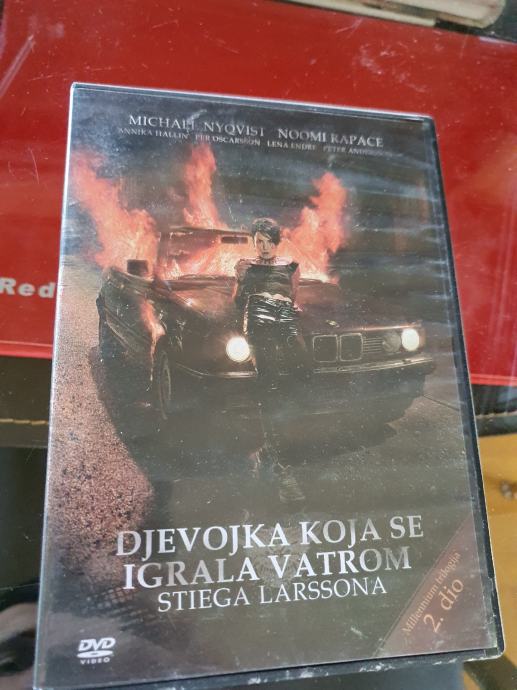 MICHAEL NYQVIST NOOMI RAPACE
ANNIKA HALLIN PER OSCARSSON LENA ENDRE PETER ANDERSSON
Red
DJEVOJKA KOJA SE
IGRALA VATROM
STIEGA LARSSONA
Millennium trilogija
2. dio
DVD
VIDEO